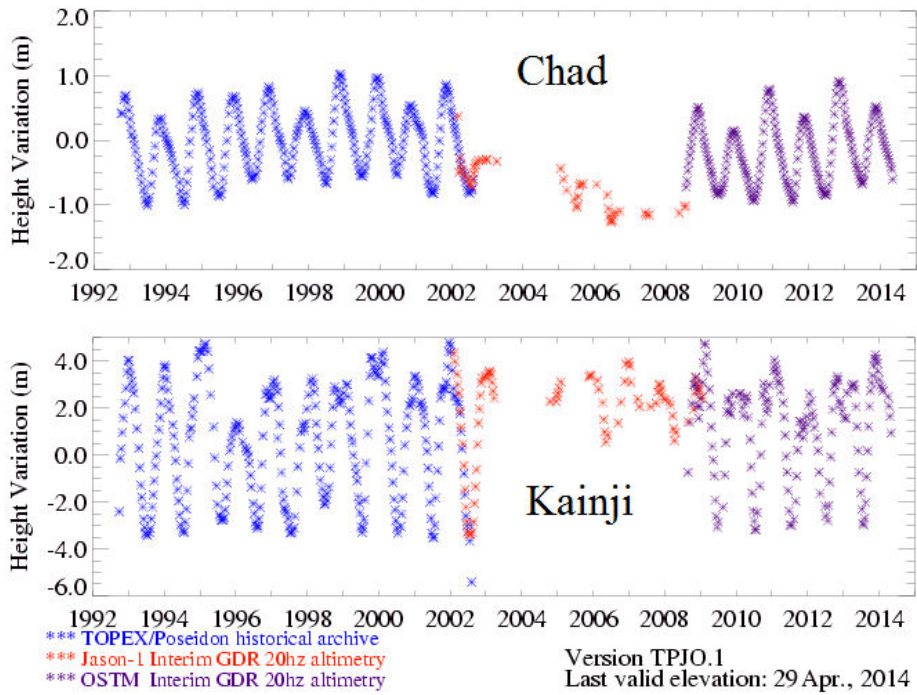 2.0
1.0
0.0
-1.0
-2.0
Height Variation (m)
Chad
1992 1994 1996 1998 2000 2002 2004 2006 2008 2010 2012 2014
4.0
2.0
0.0
-2.0
-4.0
-6.0
Height Variation (m)
Kainji
1992 1994 1996 1998 2000 2002 2004 2006 2008 2010 2012 2014
*** TOPEX/Poseidon historical archive
*** Jason-1 Interim GDR 20hz altimetry
*** OSTM Interim GDR 20hz altimetry
Version TPJO.1
Last valid elevation: 29 Apr., 2014